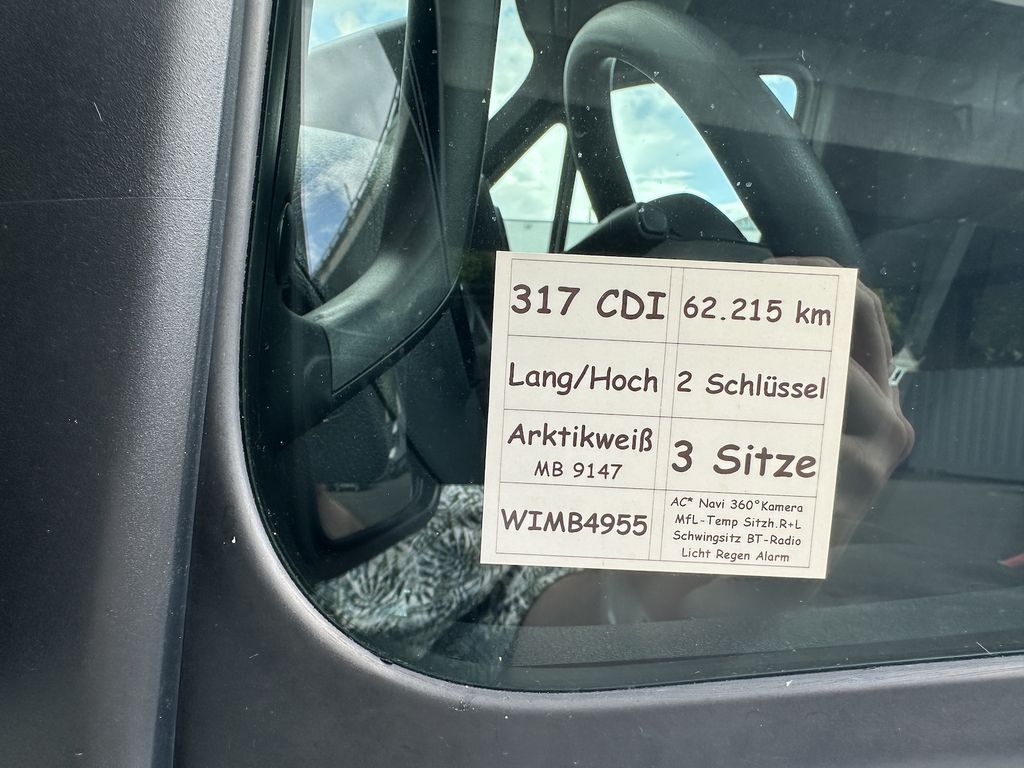 317 CDI
62.215 km
Lang/Hoch
2 Schlüssel
Arktikweiß
MB 9147
3 Sitze
WIMB4955
AC* Navi 360°Kamera
MfL-Temp Sitzh.R+L
Schwingsitz BT-Radio
Licht Regen Alarm